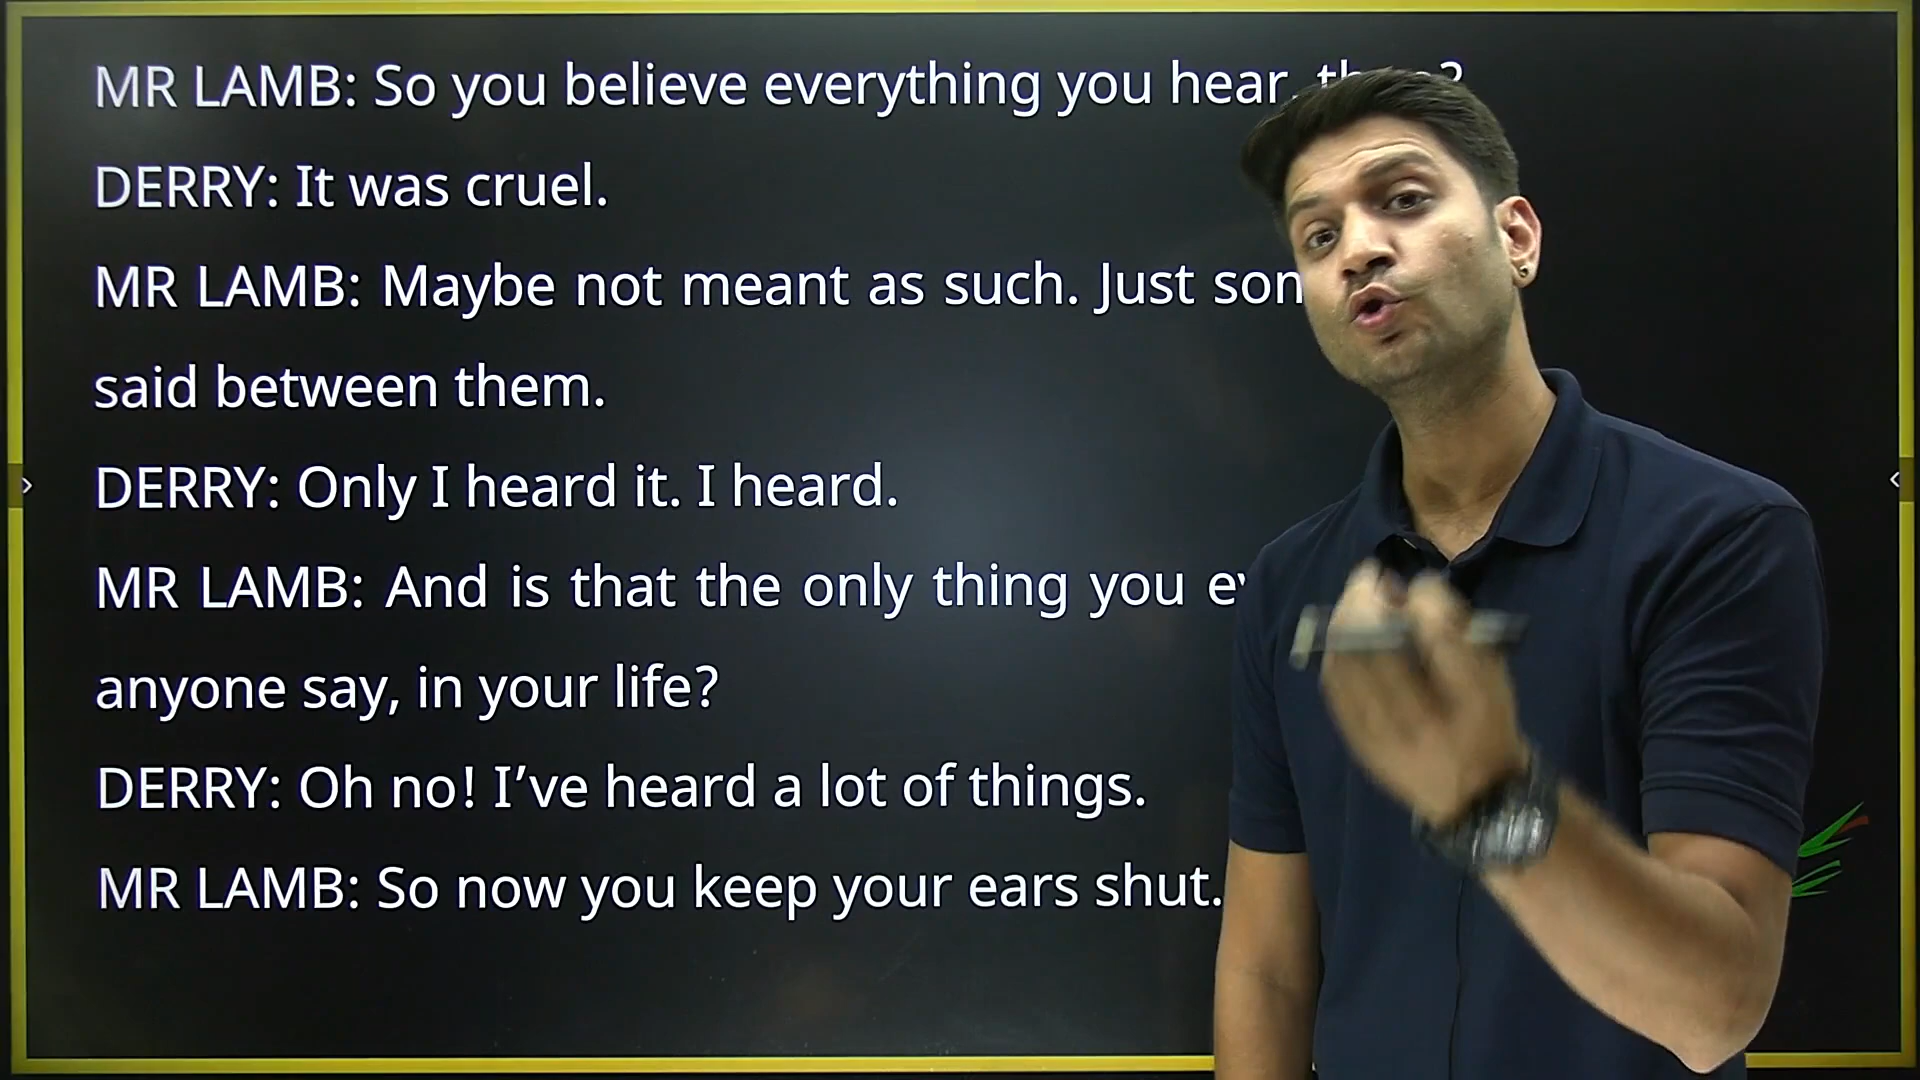 MR LAMB: So you believe everything you hear,
DERRY: It was cruel.
MR LAMB: Maybe not meant as such. Just
said between them.
DERRY: Only I heard it. I heard.
MR LAMB: And is that the only thing you
anyone say, in your life?
DERRY: Oh no! I’ve heard a lot of things.
MR LAMB: So now you keep your ears shut.